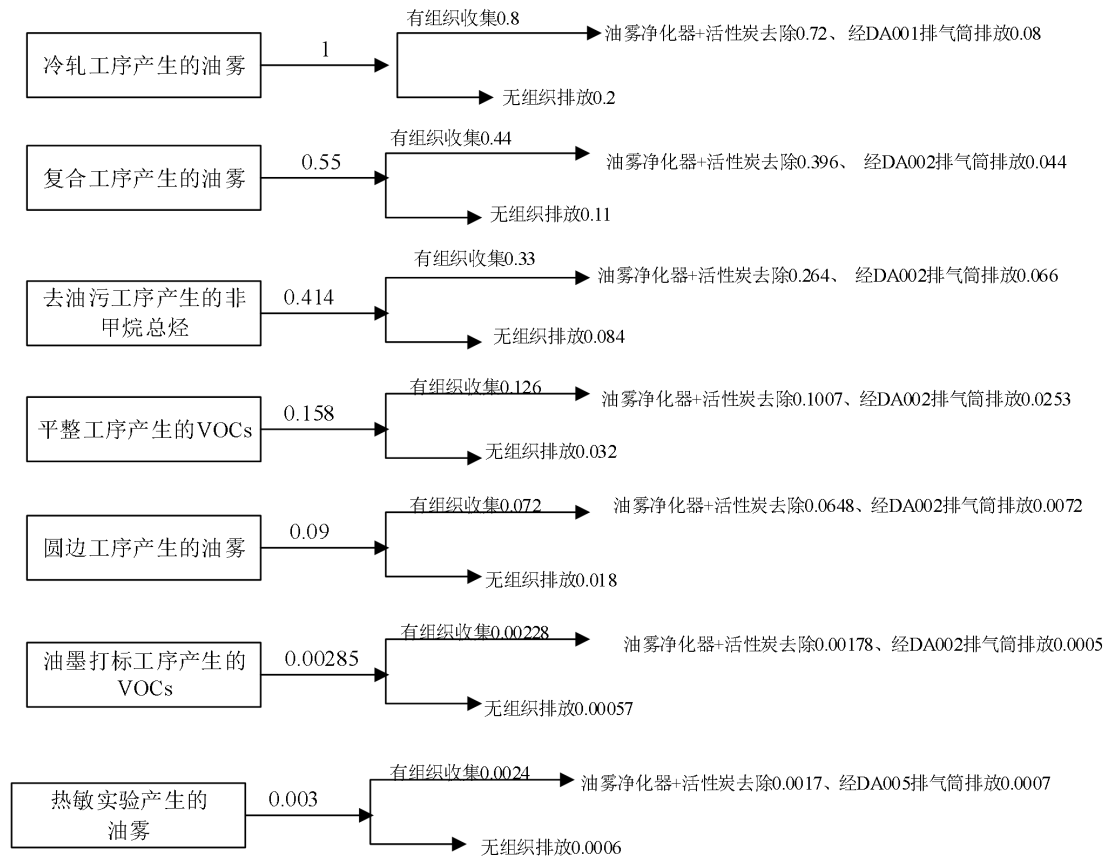 有组织收集0.8
冷轧工序产生的油雾
1
油雾净化器+活性炭去除0.72、经DA001排气筒排放0.08
无组织排放0.2
有组织收集0.44
复合工序产生的油雾
0.55
油雾净化器+活性炭去除0.396、 经DA002排气筒排放0.044
无组织排放0.11
有组织收集0.33
去油污工序产生的非
甲烷总烃
0.414
油雾净化器+活性炭去除0.264、 经DA002排气筒排放0.066
无组织排放0.084
有组织收集0.126
平整工序产生的VOCs
0.158
油雾净化器+活性炭去除0.1007、经DA002排气筒排放0.0253
无组织排放0.032
有组织收集0.072
圆边工序产生的油雾
0.09
油雾净化器+活性炭去除0.0648、经DA002排气筒排放0.0072
无组织排放0.018
有组织收集0.00228
油墨打标工序产生的
VOCs
0.00285
油雾净化器+活性炭去除0.00178、经DA002排气筒排放0.0005
无组织排放0.00057
有组织收集0.0024
热敏实验产生的
油雾
0.003
油雾净化器+活性炭去除0.0017、经DA005排气筒排放0.0007
无组织排放0.0006